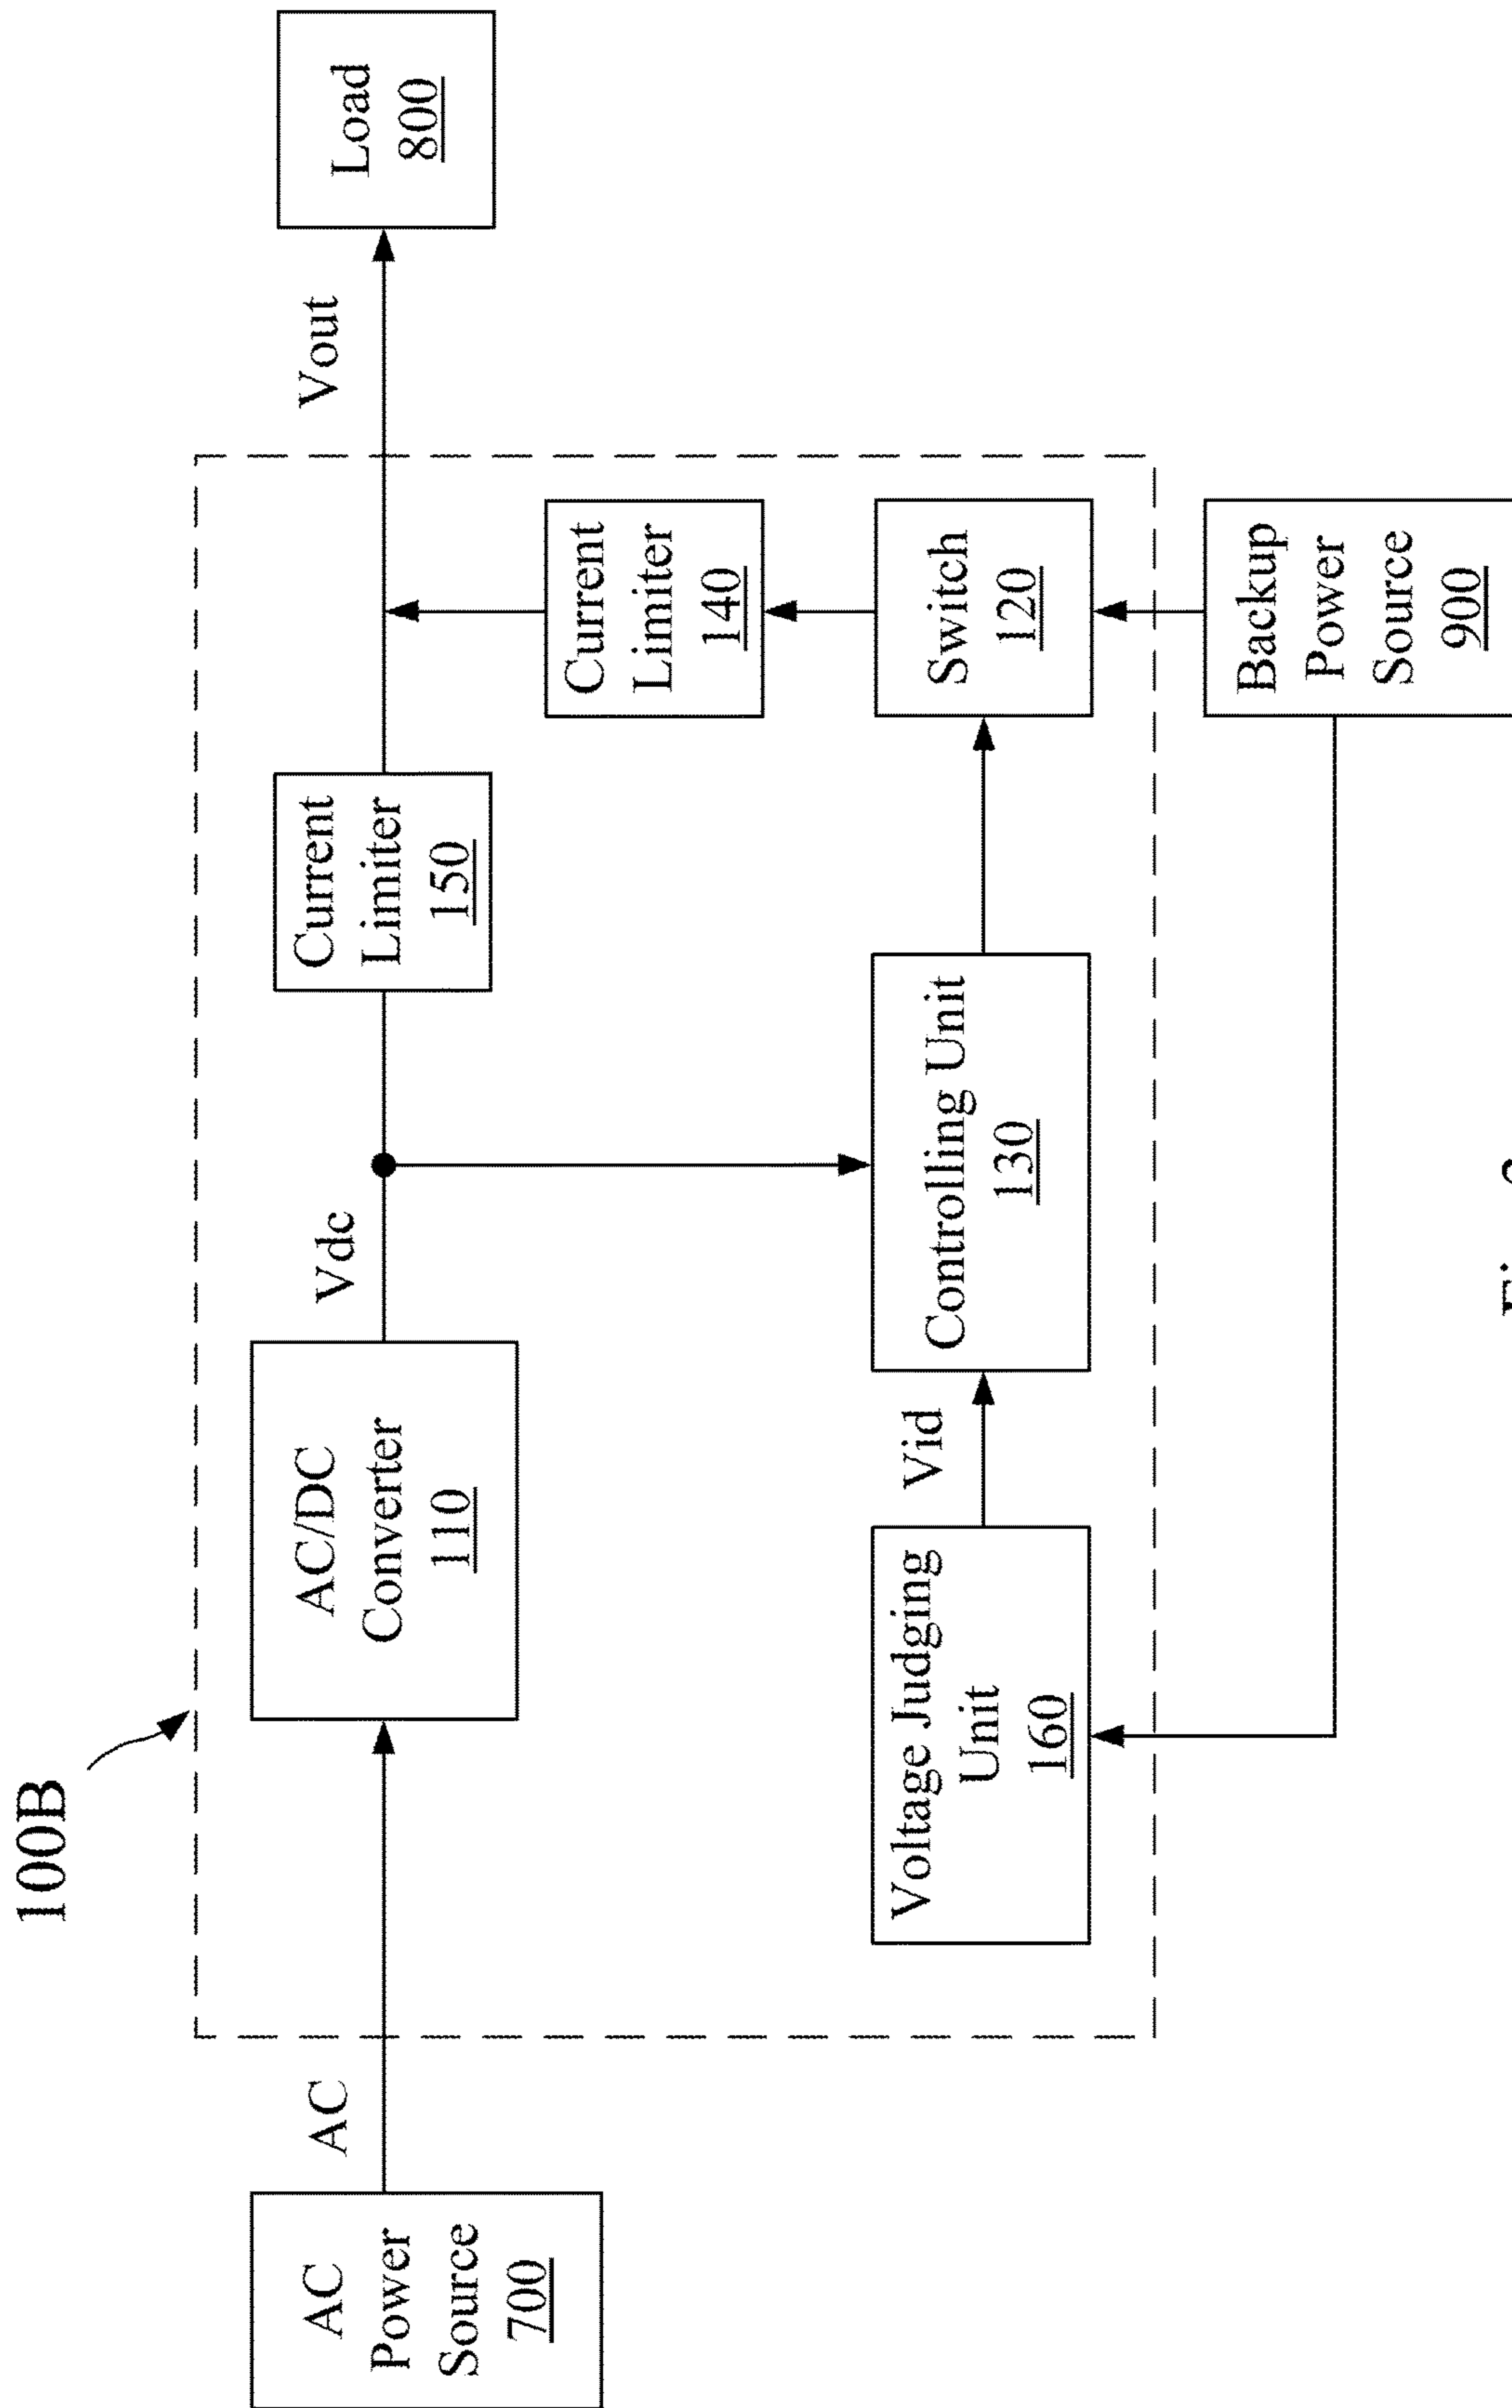 100B
AC
Power
Source
700
AC
AC/DC
Converter
110
Vdc
Current
Limiter
150
Vout
Load
800
Current
Limiter
140
Voltage Judging
Unit
160
Vid
Controlling Unit
130
Switch
120
Backup
Power
Source
900